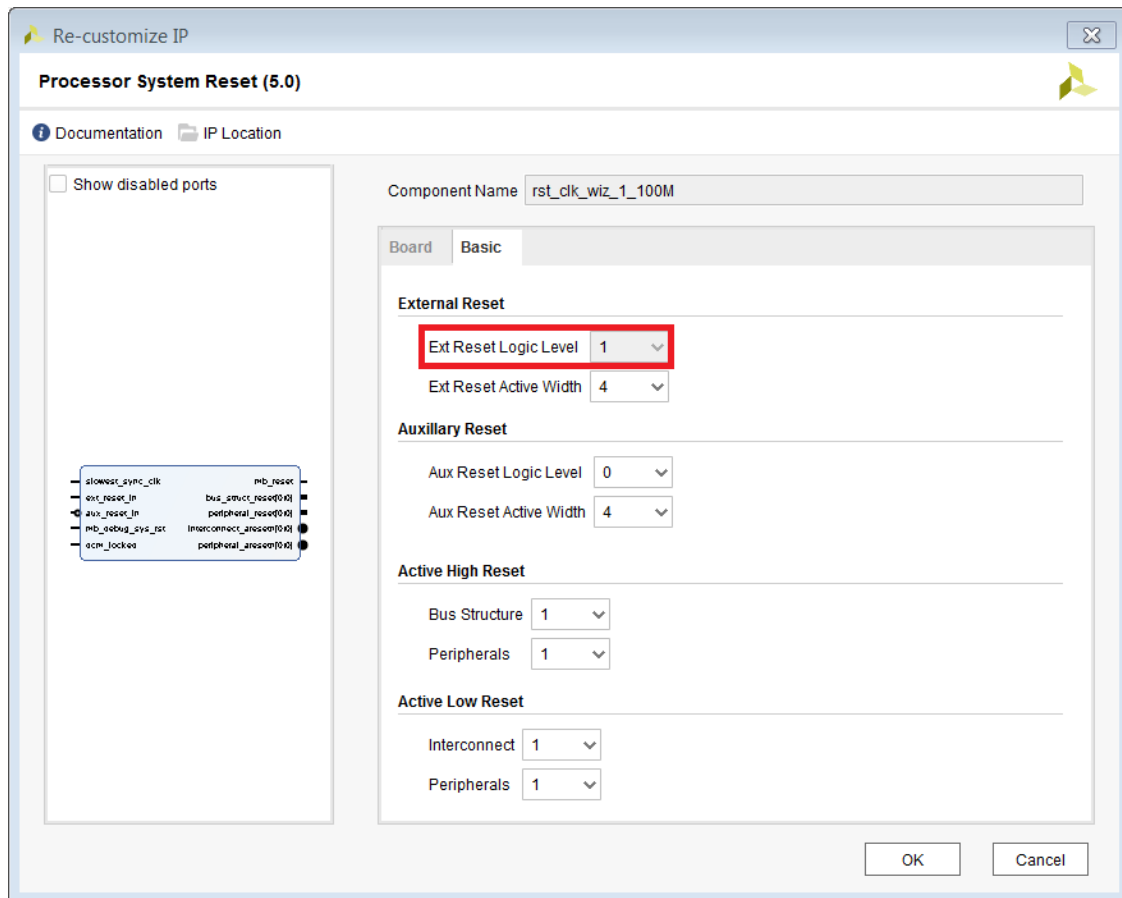 Re-customize IP
Processor System Reset (5.0)
Documentation IP Location
Show disabled ports
slowest_sync_clk
ext_reset_in
aux_reset_in
mb_debug_sys_rst
dcm_locked
mb_reset
bus_struct_reset[0:0]
peripheral_reset[0:0]
interconnect_aresetn[0:0]
peripheral_aresetn[0:0]
Component Name rst_clk_wiz_1_100M
Board Basic
External Reset
Ext Reset Logic Level 1
Ext Reset Active Width 4
Auxillary Reset
Aux Reset Logic Level 0
Aux Reset Active Width 4
Active High Reset
Bus Structure 1
Peripherals 1
Active Low Reset
Interconnect 1
Peripherals 1
OK Cancel